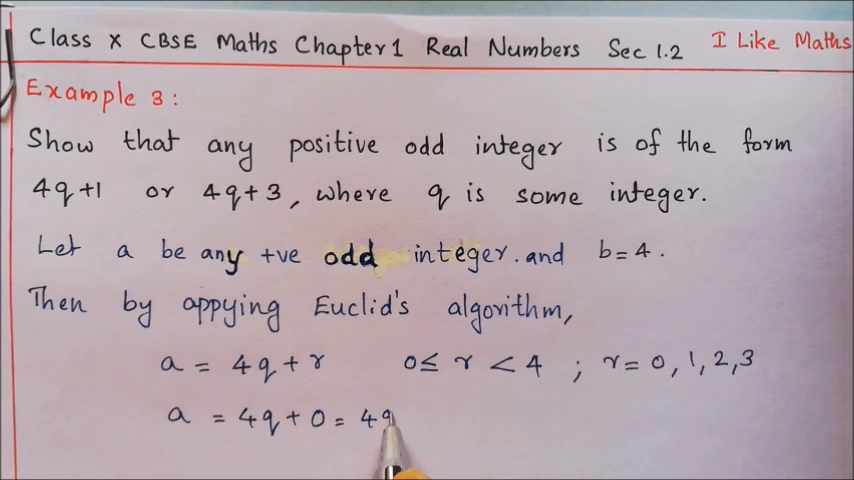 Class X CBSE Maths Chapter 1 Real Numbers Sec 1.2 I Like Maths
Example 3:
Show that any positive odd integer is of the form
4q+1 or 4q+3, where q is some integer.
Let a be any +ve odd integer. and b=4.
Then by appying Euclid's algorithm,
a = 4q+r 0≤ r < 4 ; r=0,1,2,3
a = 4q+0 = 4q